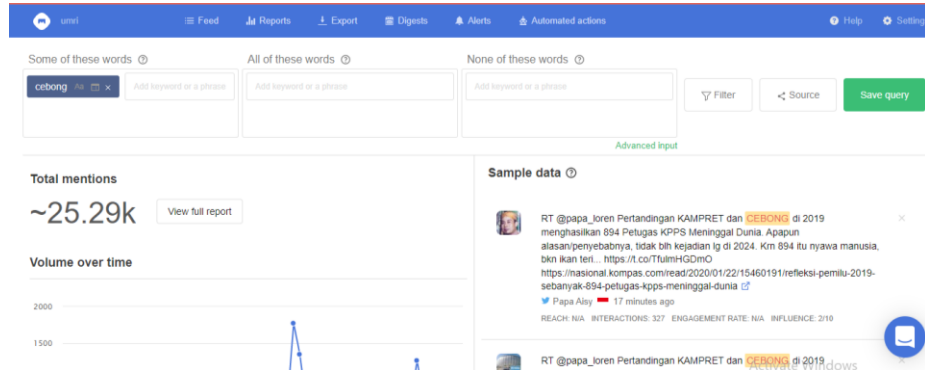 umri Feed Reports Export Digests Alerts Automated actions Help Setting
Some of these words All of these words None of these words
cebong Aa × Add keyword or a phrase Add keyword or a phrase Add keyword or a phrase
Filter Source Save query
Advanced input
Total mentions
~25.29k View full report
Volume over time
2000
1500
Sample data
RT @papa_loren Pertandingan KAMPRET dan CEBONG di 2019
menghasilkan 894 Petugas KPPS Meninggal Dunia. Apapun
alasan/penyebabnya, tidak blh kejadian lg di 2024. Krn 894 itu nyawa manusia,
bkn ikan teri... https://t.co/TfulmHGDmO
https://nasional.kompas.com/read/2020/01/22/15460191/refleksi-pemilu-2019-
sebanyak-894-petugas-kpps-meninggal-dunia
Papa Aisy 17 minutes ago
REACH: N/A INTERACTIONS: 327 ENGAGEMENT RATE: N/A INFLUENCE: 2/10
RT @papa_loren Pertandingan KAMPRET dan CEBONG di 2019
Activate Windows